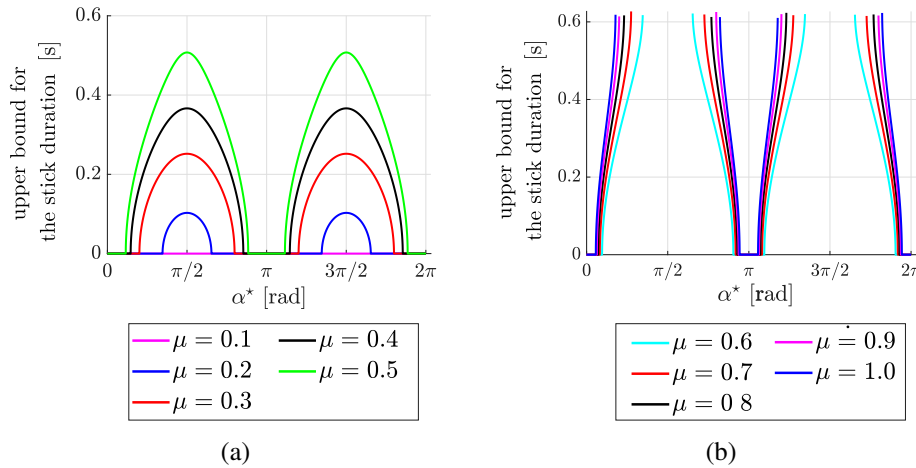 upper bound for
the stick duration [s]
0.6
0.4
0.2
0
0
π/2
π
3π/2
2π
α* [rad]
μ = 0.1
μ = 0.4
μ = 0.2
μ = 0.5
μ = 0.3
(a)
upper bound for
the stick duration [s]
0.6
0.4
0.2
0
0
π/2
π
3π/2
2π
α* [rad]
μ = 0.6
μ = 0.9
μ = 0.7
μ = 1.0
μ = 0 8
(b)